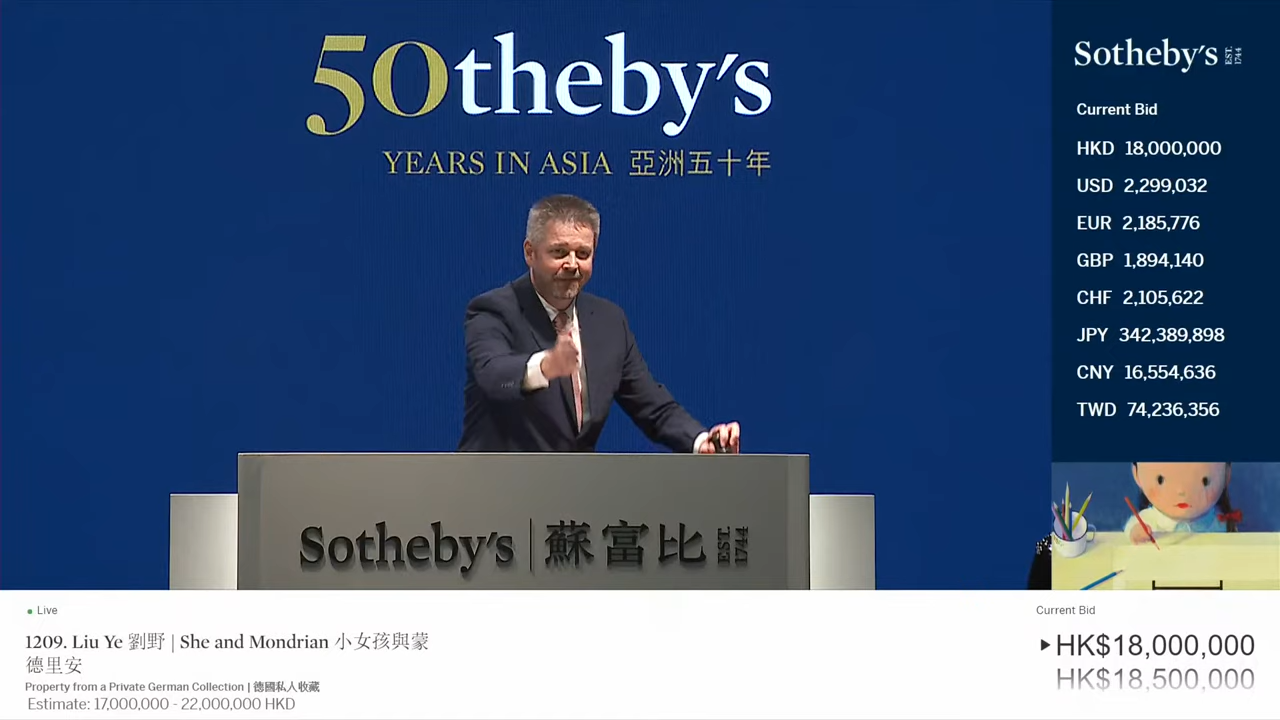 50theby's
YEARS IN ASIA 亞洲五十年
Sotheby's | 蘇富比 EST. 1744
Sotheby's EST. 1744
Current Bid
HKD 18,000,000
USD 2,299,032
EUR 2,185,776
GBP 1,894,140
CHF 2,105,622
JPY 342,389,898
CNY 16,554,636
TWD 74,236,356
Live
1209. Liu Ye 劉野 | She and Mondrian 小女孩與蒙
德里安
Property from a Private German Collection | 德國私人收藏
Estimate: 17,000,000 - 22,000,000 HKD
Current Bid
HK$18,000,000
HK$18,500,000